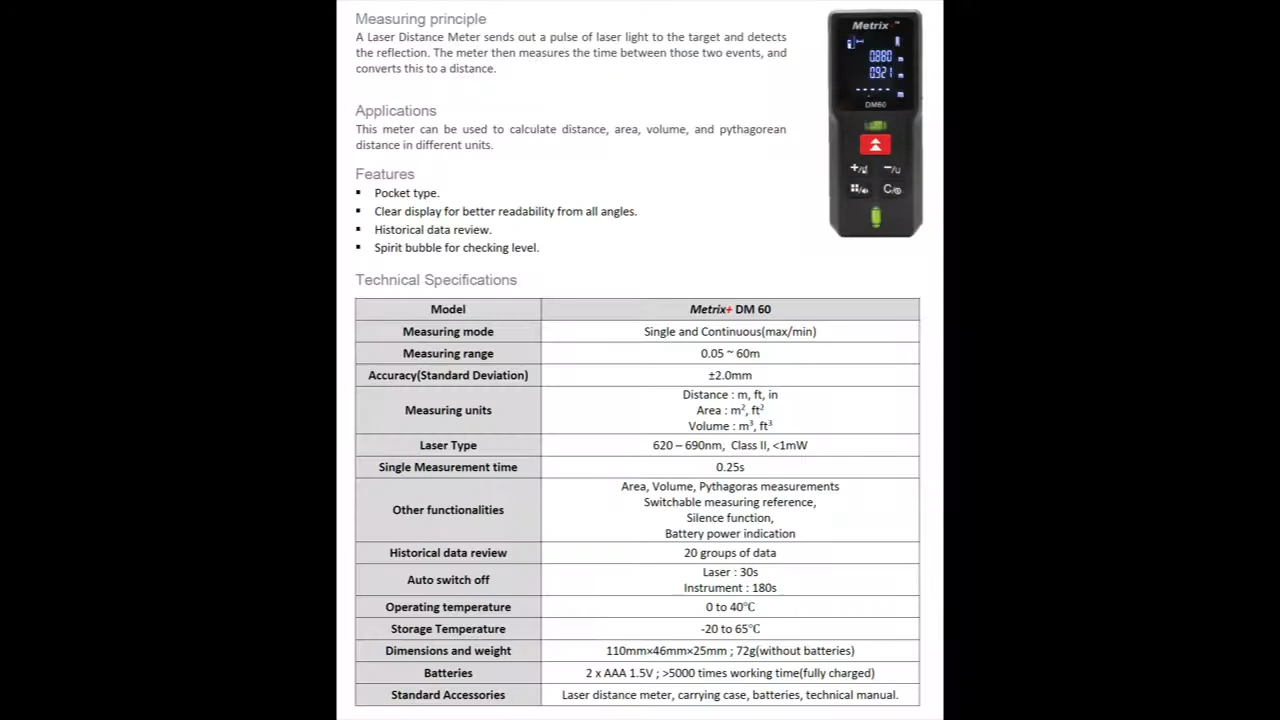 Measuring principle
A Laser Distance Meter sends out a pulse of laser light to the target and detects
the reflection. The meter then measures the time between those two events, and
converts this to a distance.
Metrix+ ™
0.880 m
0.921 m
----- m
DM60
Applications
This meter can be used to calculate distance, area, volume, and pythagorean
distance in different units.
Features
▪ Pocket type.
▪ Clear display for better readability from all angles.
▪ Historical data review.
▪ Spirit bubble for checking level.
Technical Specifications
Model Metrix+ DM 60
Measuring mode Single and Continuous(max/min)
Measuring range 0.05 ~ 60m
Accuracy(Standard Deviation) ±2.0mm
Measuring units
Distance : m, ft, in
Area : m², ft²
Volume : m³, ft³
Laser Type 620 – 690nm, Class II, <1mW
Single Measurement time 0.25s
Other functionalities
Area, Volume, Pythagoras measurements
Switchable measuring reference,
Silence function,
Battery power indication
Historical data review 20 groups of data
Auto switch off
Laser : 30s
Instrument : 180s
Operating temperature 0 to 40℃
Storage Temperature -20 to 65℃
Dimensions and weight 110mm×46mm×25mm ; 72g(without batteries)
Batteries 2 x AAA 1.5V ; >5000 times working time(fully charged)
Standard Accessories Laser distance meter, carrying case, batteries, technical manual.